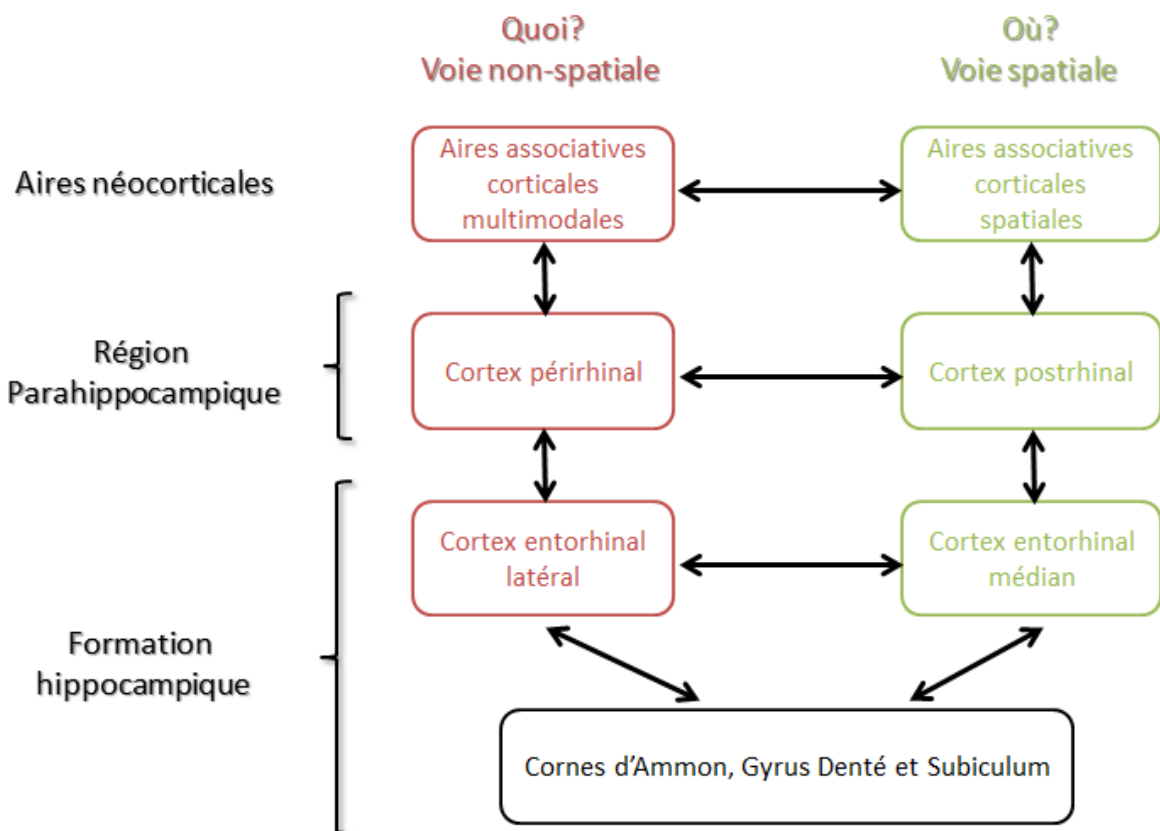 Quoi?
Voie non-spatiale
Où?
Voie spatiale
Aires néocorticales
Aires associatives
corticales
multimodales
Aires associatives
corticales
spatiales
Région
Parahippocampique
Cortex périrhinal
Cortex postrhinal
Formation
hippocampique
Cortex entorhinal
latéral
Cortex entorhinal
médian
Cornes d'Ammon, Gyrus Denté et Subiculum